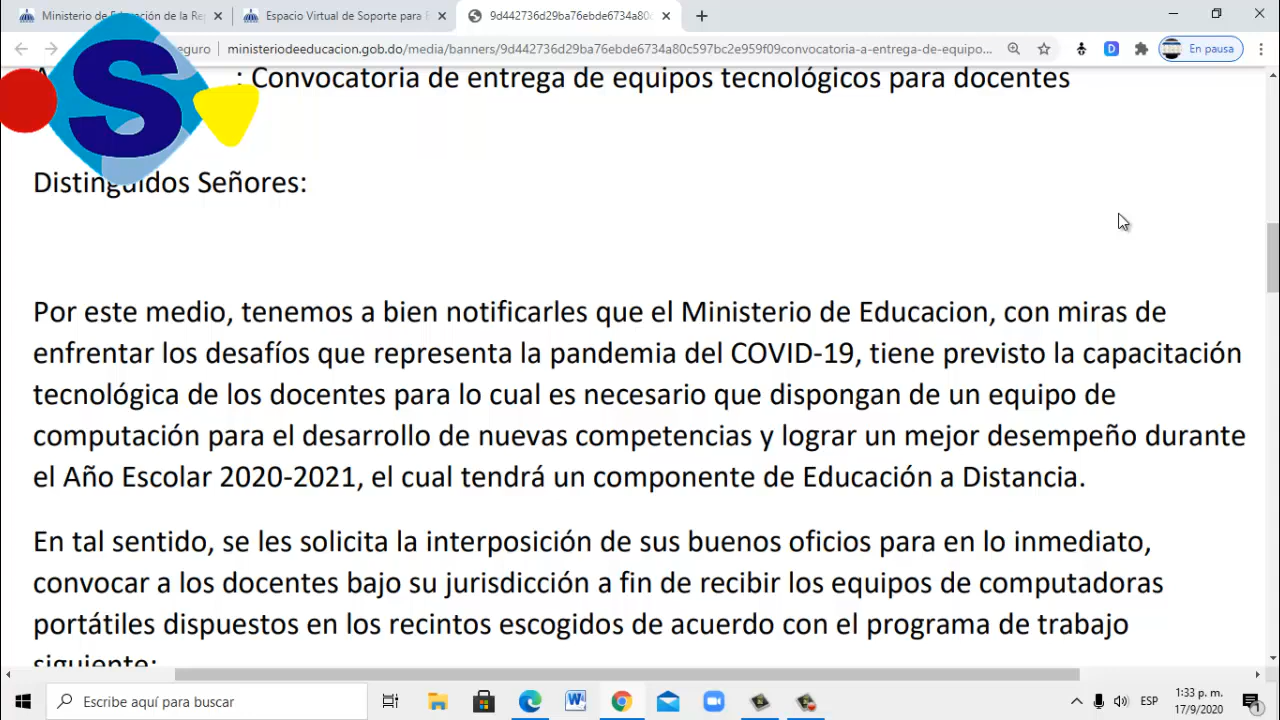 Ministerio de Educación de la Rep
Espacio Virtual de Soporte para E
9d442736d29ba76ebde6734a80c
eguro
ministeriodeeducacion.gob.do/media/banners/9d442736d29ba76ebde6734a80c597bc2e959f09convocatoria-a-entrega-de-equipo...
D
En pausa
: Convocatoria de entrega de equipos tecnológicos para docentes
S
Distinguidos Señores:
Por este medio, tenemos a bien notificarles que el Ministerio de Educacion, con miras de
enfrentar los desafíos que representa la pandemia del COVID-19, tiene previsto la capacitación
tecnológica de los docentes para lo cual es necesario que dispongan de un equipo de
computación para el desarrollo de nuevas competencias y lograr un mejor desempeño durante
el Año Escolar 2020-2021, el cual tendrá un componente de Educación a Distancia.
En tal sentido, se les solicita la interposición de sus buenos oficios para en lo inmediato,
convocar a los docentes bajo su jurisdicción a fin de recibir los equipos de computadoras
portátiles dispuestos en los recintos escogidos de acuerdo con el programa de trabajo
siguiente:
Escribe aquí para buscar
W
ESP
1:33 p. m.
17/9/2020
1